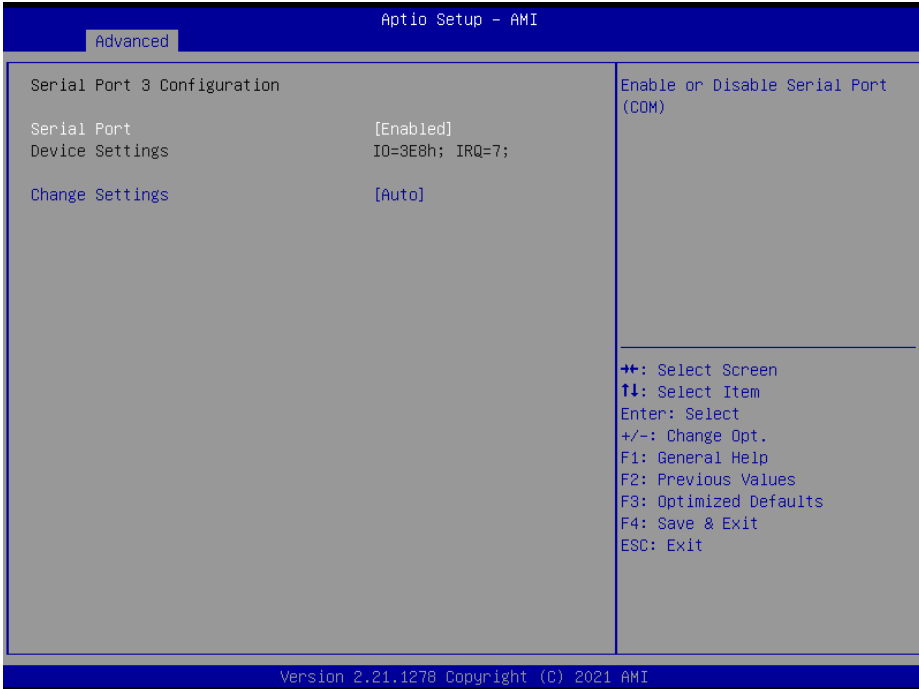 Aptio Setup – AMI
Advanced
Serial Port 3 Configuration
Serial Port [Enabled]
Device Settings IO=3E8h; IRQ=7;
Change Settings [Auto]
Enable or Disable Serial Port
(COM)
→←: Select Screen
↑↓: Select Item
Enter: Select
+/-: Change Opt.
F1: General Help
F2: Previous Values
F3: Optimized Defaults
F4: Save & Exit
ESC: Exit
Version 2.21.1278 Copyright (C) 2021 AMI